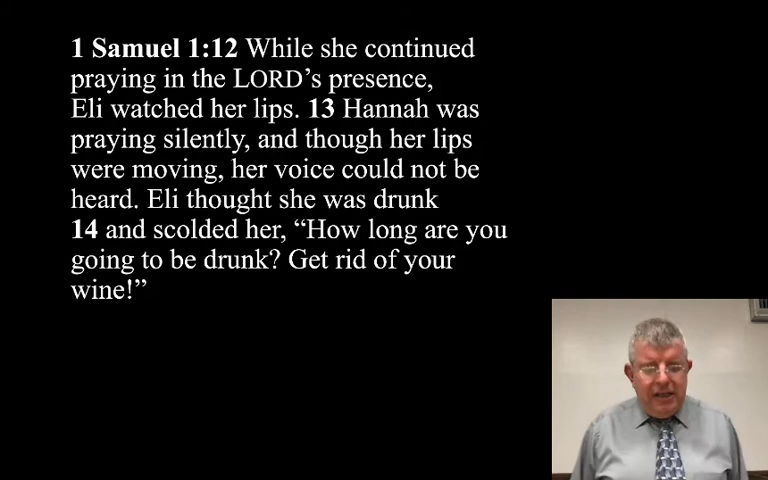 1 Samuel 1:12 While she continued
praying in the LORD’s presence,
Eli watched her lips. 13 Hannah was
praying silently, and though her lips
were moving, her voice could not be
heard. Eli thought she was drunk
14 and scolded her, “How long are you
going to be drunk? Get rid of your
wine!”